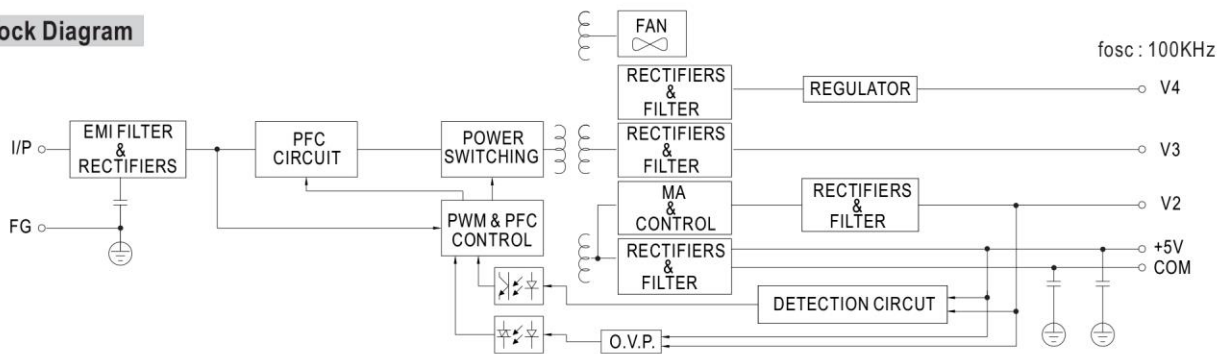 ock Diagram
FAN
fosc : 100KHz
RECTIFIERS
&
FILTER
REGULATOR
V4
I/P
EMI FILTER
&
RECTIFIERS
PFC
CIRCUIT
POWER
SWITCHING
RECTIFIERS
&
FILTER
V3
MA
&
CONTROL
RECTIFIERS
&
FILTER
V2
FG
PWM & PFC
CONTROL
RECTIFIERS
&
FILTER
+5V
COM
DETECTION CIRCUT
O.V.P.